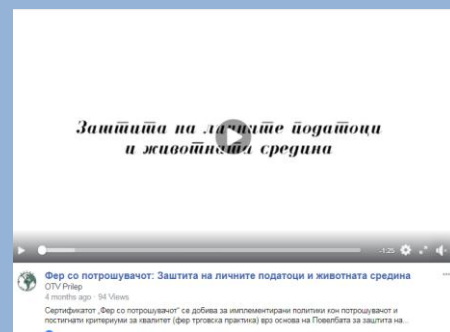 Заштита на личните податоци
и животната средина
-1:25
Фер со потрошувачот: Заштита на личните податоци и животната средина
OTV Prilep
4 months ago · 94 Views
Сертификатот „Фер со потрошувачот“ се добива за имплементирани политики кон потрошувачот и
постигнати критериуми за квалитет (фер трговска практика) врз основа на Повелбата за заштита на...